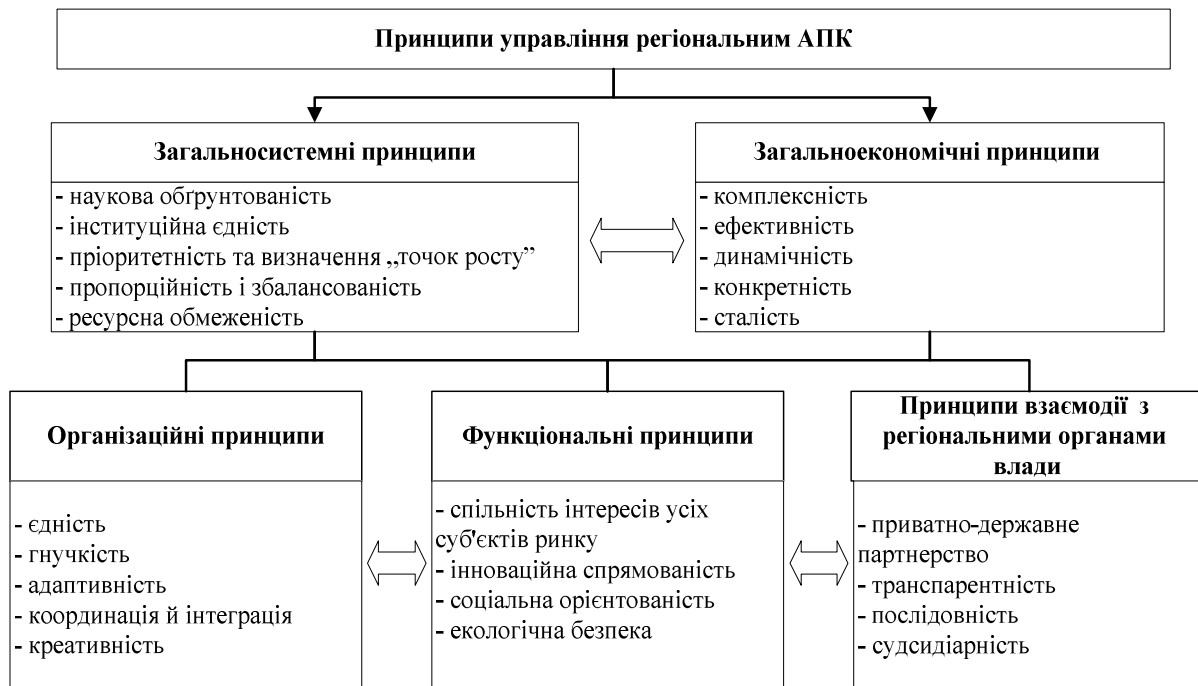 Принципи управління регіональним АПК
Загальносистемні принципи
- наукова обґрунтованість
- інституційна єдність
- пріоритетність та визначення „точок росту”
- пропорційність і збалансованість
- ресурсна обмеженість
Загальноекономічні принципи
- комплексність
- ефективність
- динамічність
- конкретність
- сталість
Організаційні принципи
- єдність
- гнучкість
- адаптивність
- координація й інтеграція
- креативність
Функціональні принципи
- спільність інтересів усіх
суб'єктів ринку
- інноваційна спрямованість
- соціальна орієнтованість
- екологічна безпека
Принципи взаємодії з
регіональними органами
влади
- приватно-державне
партнерство
- транспарентність
- послідовність
- судсидіарність